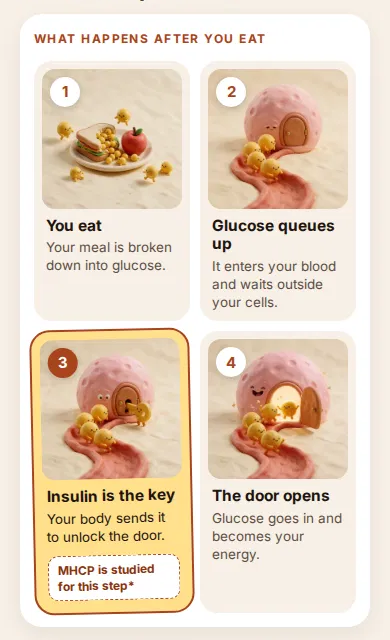 WHAT HAPPENS AFTER YOU EAT
1
You eat
Your meal is broken
down into glucose.
2
Glucose queues
up
It enters your blood
and waits outside
your cells.
3
Insulin is the key
Your body sends it
to unlock the door.
MHCP is studied
for this step*
4
The door opens
Glucose goes in and
becomes your
energy.